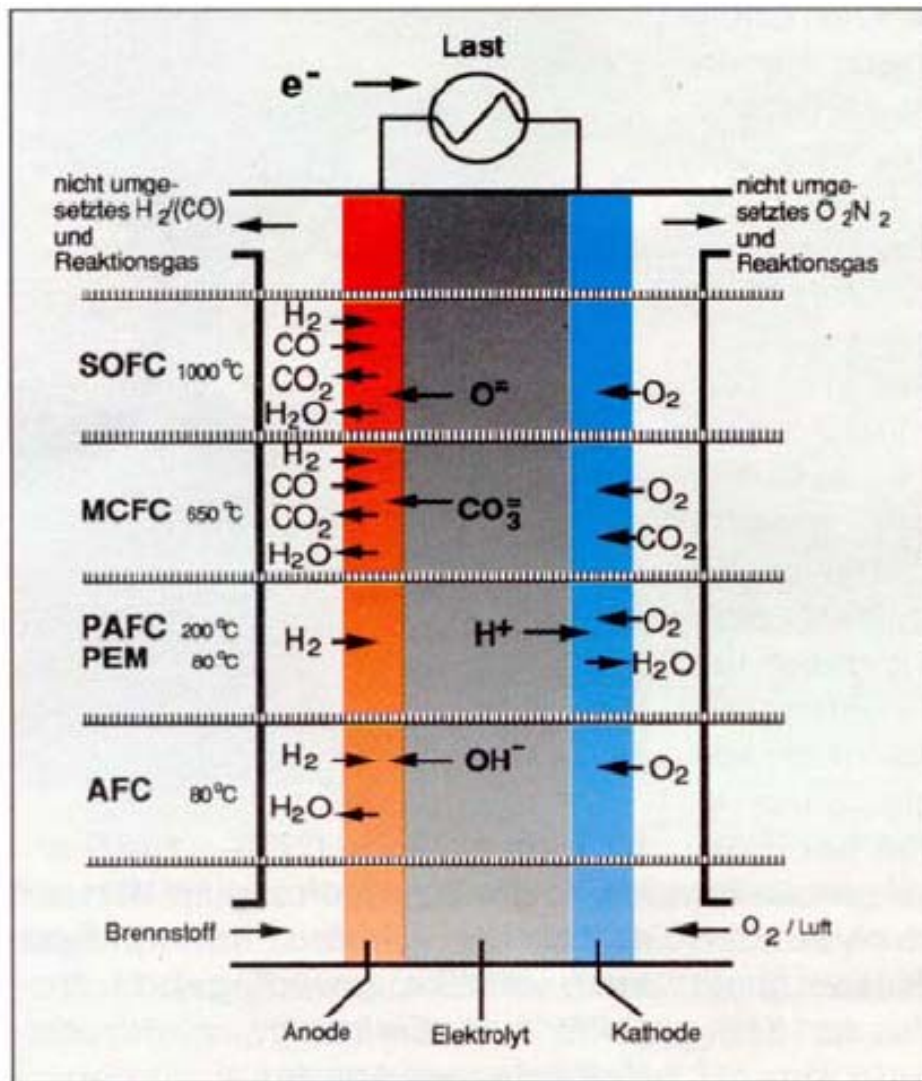 Last
e⁻
nicht umge-
setztes H₂/(CO)
und
Reaktionsgas
nicht umge-
setztes O₂N₂
und
Reaktionsgas
SOFC 1000 °C
H₂
CO
CO₂
H₂O
O⁼
O₂
MCFC 650 °C
H₂
CO
CO₂
H₂O
CO₃⁼
O₂
CO₂
PAFC 200 °C
PEM 80 °C
H₂
H⁺
O₂
H₂O
AFC 80 °C
H₂
H₂O
OH⁻
O₂
Brennstoff
O₂ / Luft
Anode
Elektrolyt
Kathode